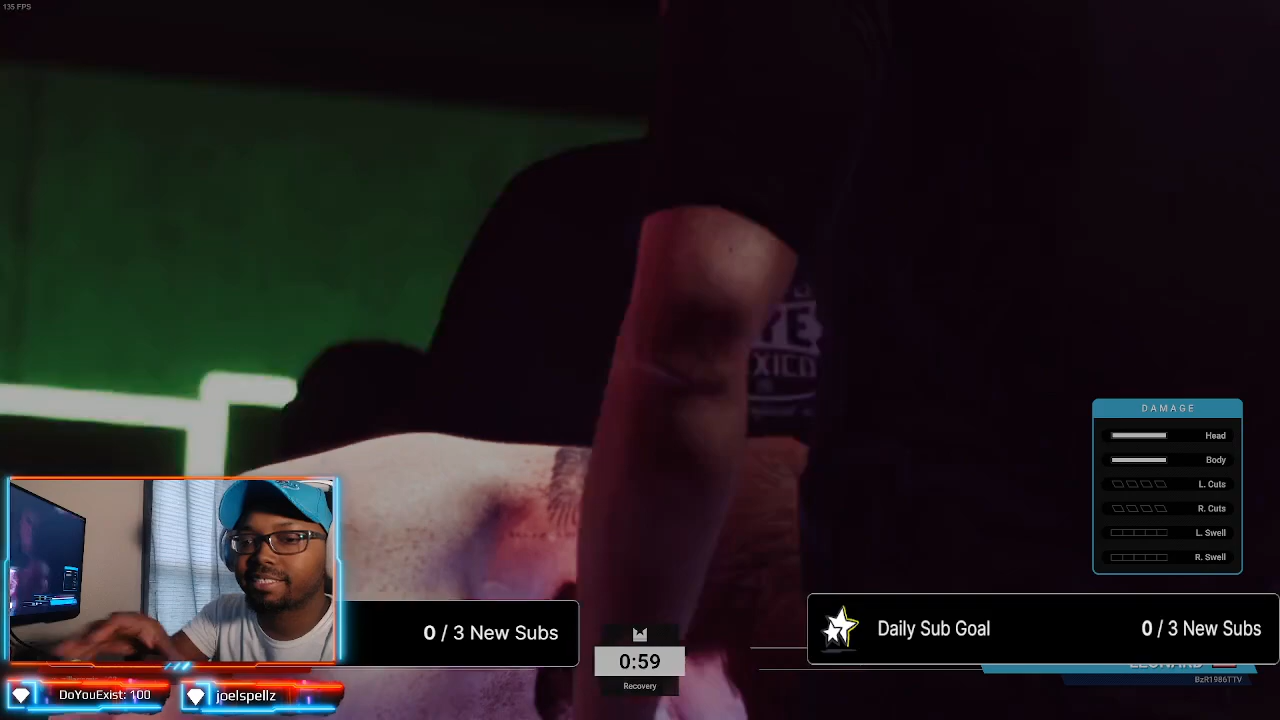 135 FPS
DAMAGE
Head
Body
L. Cuts
R. Cuts
L. Swell
R. Swell
0 / 3 New Subs
Daily Sub Goal
0 / 3 New Subs
0:59
Recovery
LEONARD
BzR1986TTV
DoYouExist: 100
joelspellz